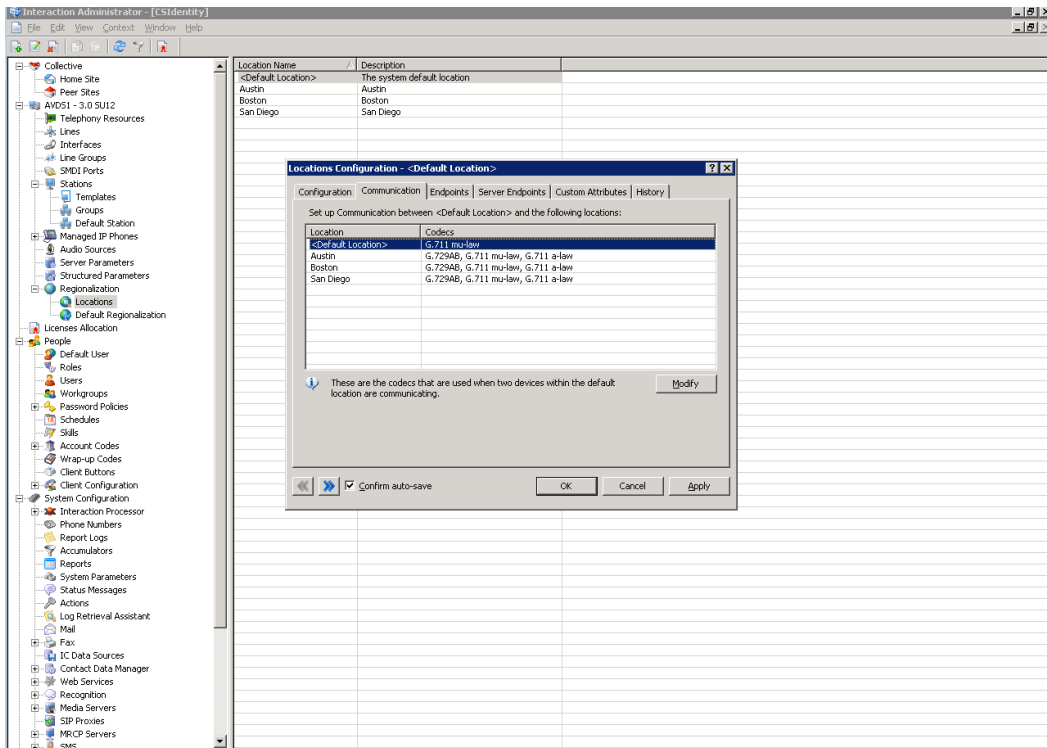 Interaction Administrator - [CSIdentity]
File Edit View Context Window Help
Collective
Home Site
Peer Sites
AVDS1 - 3.0 SU12
Telephony Resources
Lines
Interfaces
Line Groups
SMDI Ports
Stations
Templates
Groups
Default Station
Managed IP Phones
Audio Sources
Server Parameters
Structured Parameters
Regionalization
Locations
Default Regionalization
Licenses Allocation
People
Default User
Roles
Users
Workgroups
Password Policies
Schedules
Skills
Account Codes
Wrap-up Codes
Client Buttons
Client Configuration
System Configuration
Interaction Processor
Phone Numbers
Report Logs
Accumulators
Reports
System Parameters
Status Messages
Actions
Log Retrieval Assistant
Mail
Fax
IC Data Sources
Contact Data Manager
Web Services
Recognition
Media Servers
SIP Proxies
MRCP Servers
SMS
Location Name Description
<Default Location> The system default location
Austin Austin
Boston Boston
San Diego San Diego
Locations Configuration - <Default Location>
Configuration Communication Endpoints Server Endpoints Custom Attributes History
Set up Communication between <Default Location> and the following locations:
Location Codecs
<Default Location> G.711 mu-law
Austin G.729AB, G.711 mu-law, G.711 a-law
Boston G.729AB, G.711 mu-law, G.711 a-law
San Diego G.729AB, G.711 mu-law, G.711 a-law
These are the codecs that are used when two devices within the default
location are communicating.
Modify
Confirm auto-save
OK Cancel Apply